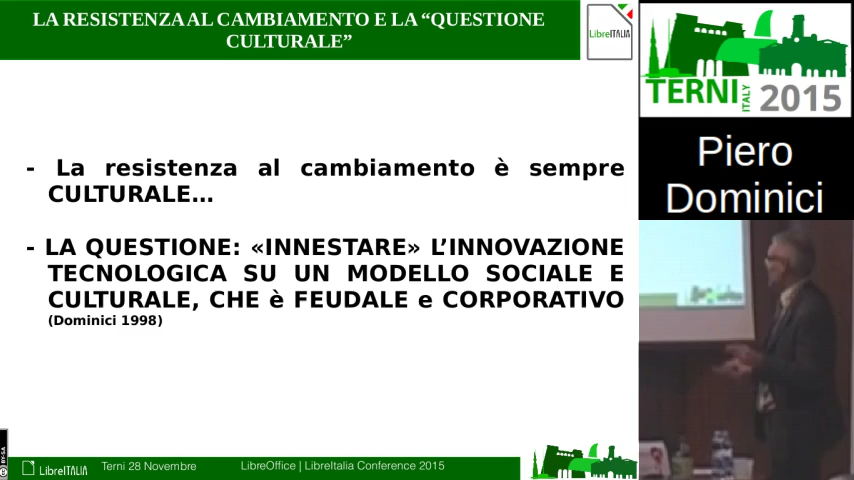 LA RESISTENZA AL CAMBIAMENTO E LA “QUESTIONE
CULTURALE”
LibreITALIA
- La resistenza al cambiamento è sempre
CULTURALE…
- LA QUESTIONE: «INNESTARE» L’INNOVAZIONE
TECNOLOGICA SU UN MODELLO SOCIALE E
CULTURALE, CHE è FEUDALE e CORPORATIVO
(Dominici 1998)
BY-SA
LibreITALIA
Terni 28 Novembre
LibreOffice | LibreItalia Conference 2015
TERNI
ITALY
2015
Piero
Dominici